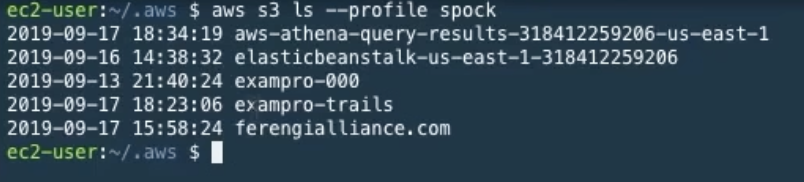 ec2-user:~/.aws $ aws s3 ls --profile spock
2019-09-17 18:34:19 aws-athena-query-results-318412259206-us-east-1
2019-09-16 14:38:32 elasticbeanstalk-us-east-1-318412259206
2019-09-13 21:40:24 exampro-000
2019-09-17 18:23:06 exampro-trails
2019-09-17 15:58:24 ferengialliance.com
ec2-user:~/.aws $